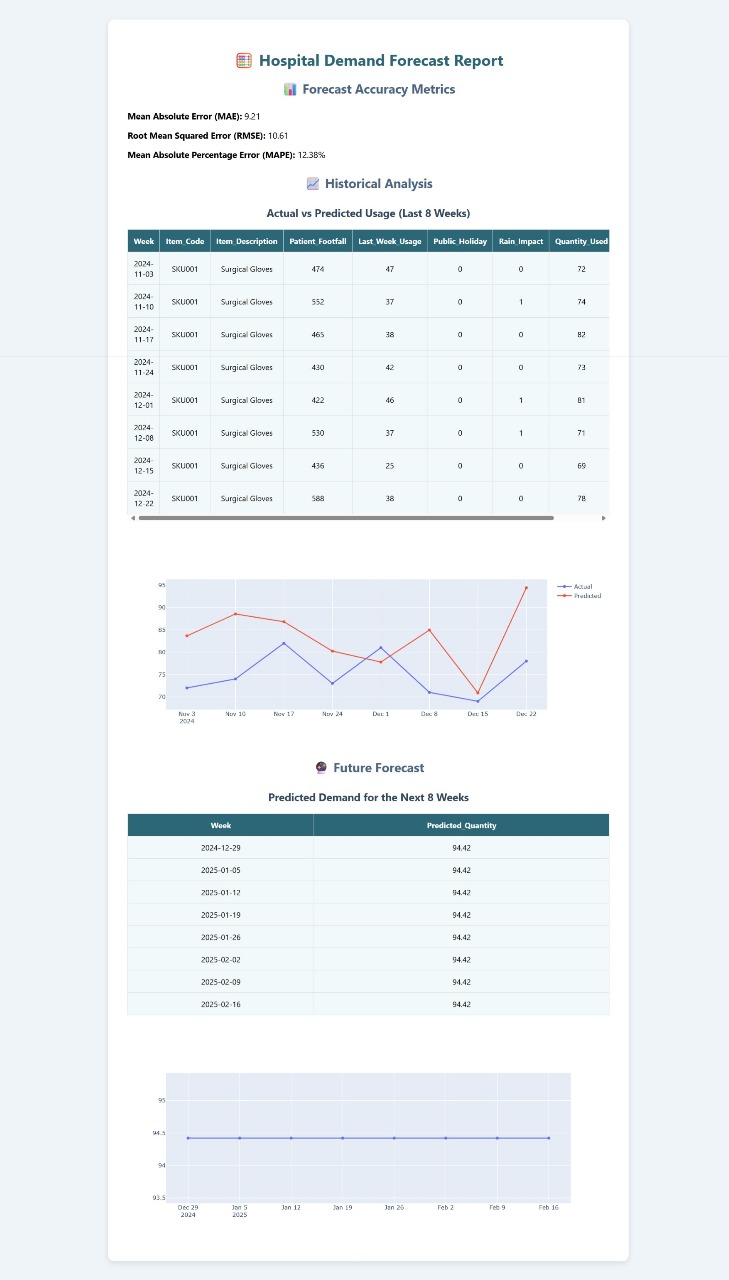 Hospital Demand Forecast Report
Forecast Accuracy Metrics
Mean Absolute Error (MAE): 9.21
Root Mean Squared Error (RMSE): 10.61
Mean Absolute Percentage Error (MAPE): 12.38%
Historical Analysis
Actual vs Predicted Usage (Last 8 Weeks)
Week Item_Code Item_Description Patient_Footfall Last_Week_Usage Public_Holiday Rain_Impact Quantity_Used
2024-11-03 SKU001 Surgical Gloves 474 47 0 0 72
2024-11-10 SKU001 Surgical Gloves 552 37 0 1 74
2024-11-17 SKU001 Surgical Gloves 465 38 0 0 82
2024-11-24 SKU001 Surgical Gloves 430 42 0 0 73
2024-12-01 SKU001 Surgical Gloves 422 46 0 1 81
2024-12-08 SKU001 Surgical Gloves 530 37 0 1 71
2024-12-15 SKU001 Surgical Gloves 436 25 0 0 69
2024-12-22 SKU001 Surgical Gloves 588 38 0 0 78
95
90
85
80
75
70
Nov 3 2024 Nov 10 Nov 17 Nov 24 Dec 1 Dec 8 Dec 15 Dec 22
Actual
Predicted
Future Forecast
Predicted Demand for the Next 8 Weeks
Week Predicted_Quantity
2024-12-29 94.42
2025-01-05 94.42
2025-01-12 94.42
2025-01-19 94.42
2025-01-26 94.42
2025-02-02 94.42
2025-02-09 94.42
2025-02-16 94.42
95
94.5
94
93.5
Dec 29 2024 Jan 5 2025 Jan 12 Jan 19 Jan 26 Feb 2 Feb 9 Feb 16